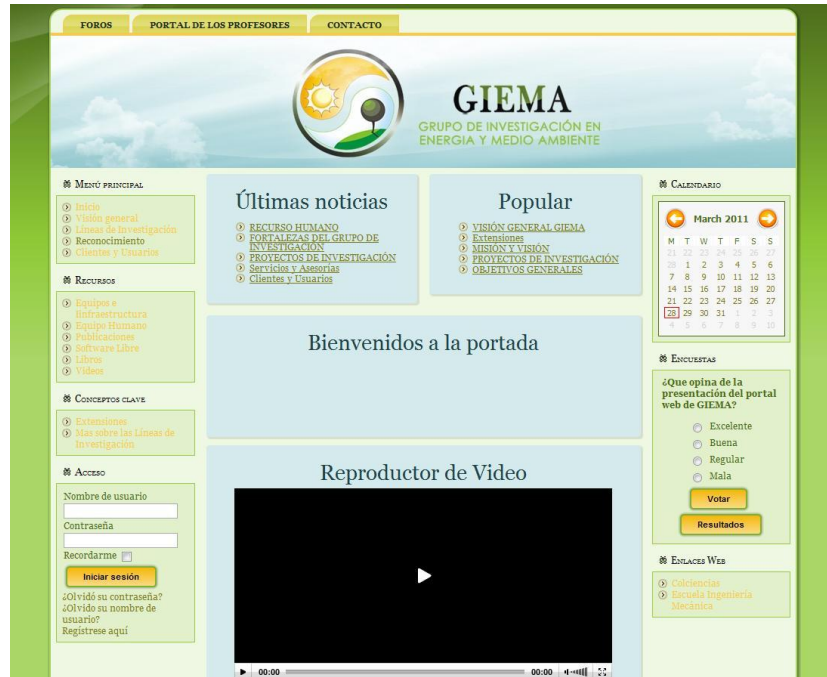 FOROS PORTAL DE LOS PROFESORES CONTACTO
GIEMA
GRUPO DE INVESTIGACIÓN EN
ENERGIA Y MEDIO AMBIENTE
MENÚ PRINCIPAL
Inicio
Visión general
Líneas de Investigación
Reconocimiento
Clientes y Usuarios
RECURSOS
Equipos e
Iinfraestructura
Equipo Humano
Publicaciones
Software Libre
Libros
Videos
CONCEPTOS CLAVE
Extensiones
Mas sobre las Líneas de
Investigación
ACCESO
Nombre de usuario
Contraseña
Recordarme
Iniciar sesión
¿Olvidó su contraseña?
¿Olvido su nombre de
usuario?
Regístrese aquí
Últimas noticias
RECURSO HUMANO
FORTALEZAS DEL GRUPO DE
INVESTIGACIÓN
PROYECTOS DE INVESTIGACIÓN
Servicios y Asesorias
Clientes y Usuarios
Popular
VISIÓN GENERAL GIEMA
Extensiones
MISIÓN Y VISIÓN
PROYECTOS DE INVESTIGACIÓN
OBJETIVOS GENERALES
Bienvenidos a la portada
Reproductor de Video
00:00 00:00
CALENDARIO
March 2011
M T W T F S S
21 22 23 24 25 26 27
28 1 2 3 4 5 6
7 8 9 10 11 12 13
14 15 16 17 18 19 20
21 22 23 24 25 26 27
28 29 30 31 1 2 3
4 5 6 7 8 9 10
ENCUESTAS
¿Que opina de la
presentación del portal
web de GIEMA?
Excelente
Buena
Regular
Mala
Votar
Resultados
ENLACES WEB
Colciencias
Escuela Ingeniería
Mecánica